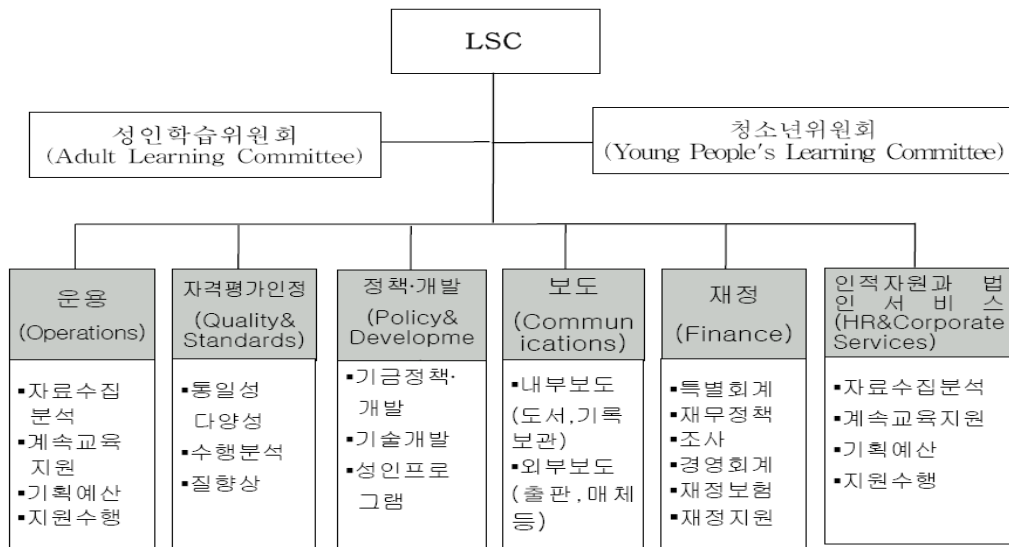 LSC
성인학습위원회
(Adult Learning Committee)
청소년위원회
(Young People's Learning Committee)
운용
(Operations)
▪자료수집
분석
▪계속교육
지원
▪기획예산
▪지원수행
자격평가인정
(Quality&
Standards)
▪통일성
다양성
▪수행분석
▪질향상
정책·개발
(Policy&
Developme
▪기금정책·
개발
▪기술개발
▪성인프로
그램
보도
(Commun
ications)
▪내부보도
(도서,기록
보관)
▪외부보도
(출판,매체
등)
재정
(Finance)
▪특별회계
▪재무정책
▪조사
▪경영회계
▪재정보험
▪재정지원
인적자원과 법
인 서 비 스
(HR&Corporate
Services)
▪자료수집분석
▪계속교육지원
▪기획예산
▪지원수행